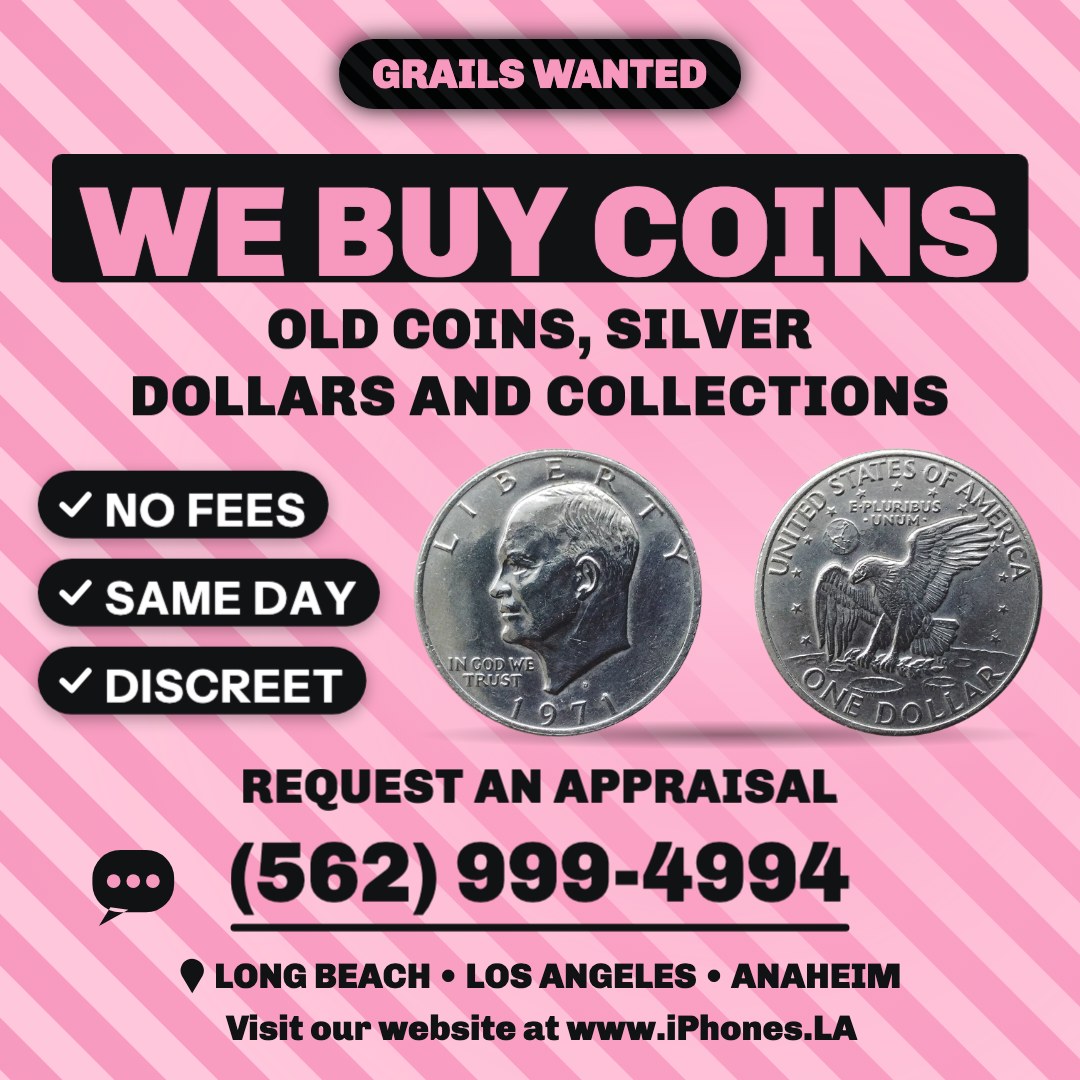 GRAILS WANTED
WE BUY COINS
OLD COINS, SILVER
DOLLARS AND COLLECTIONS
NO FEES
SAME DAY
DISCREET
LIBERTY
IN GOD WE
TRUST
1971
UNITED STATES OF AMERICA
E·PLURIBUS
·UNUM·
ONE DOLLAR
REQUEST AN APPRAISAL
(562) 999-4994
LONG BEACH • LOS ANGELES • ANAHEIM
Visit our website at www.iPhones.LA